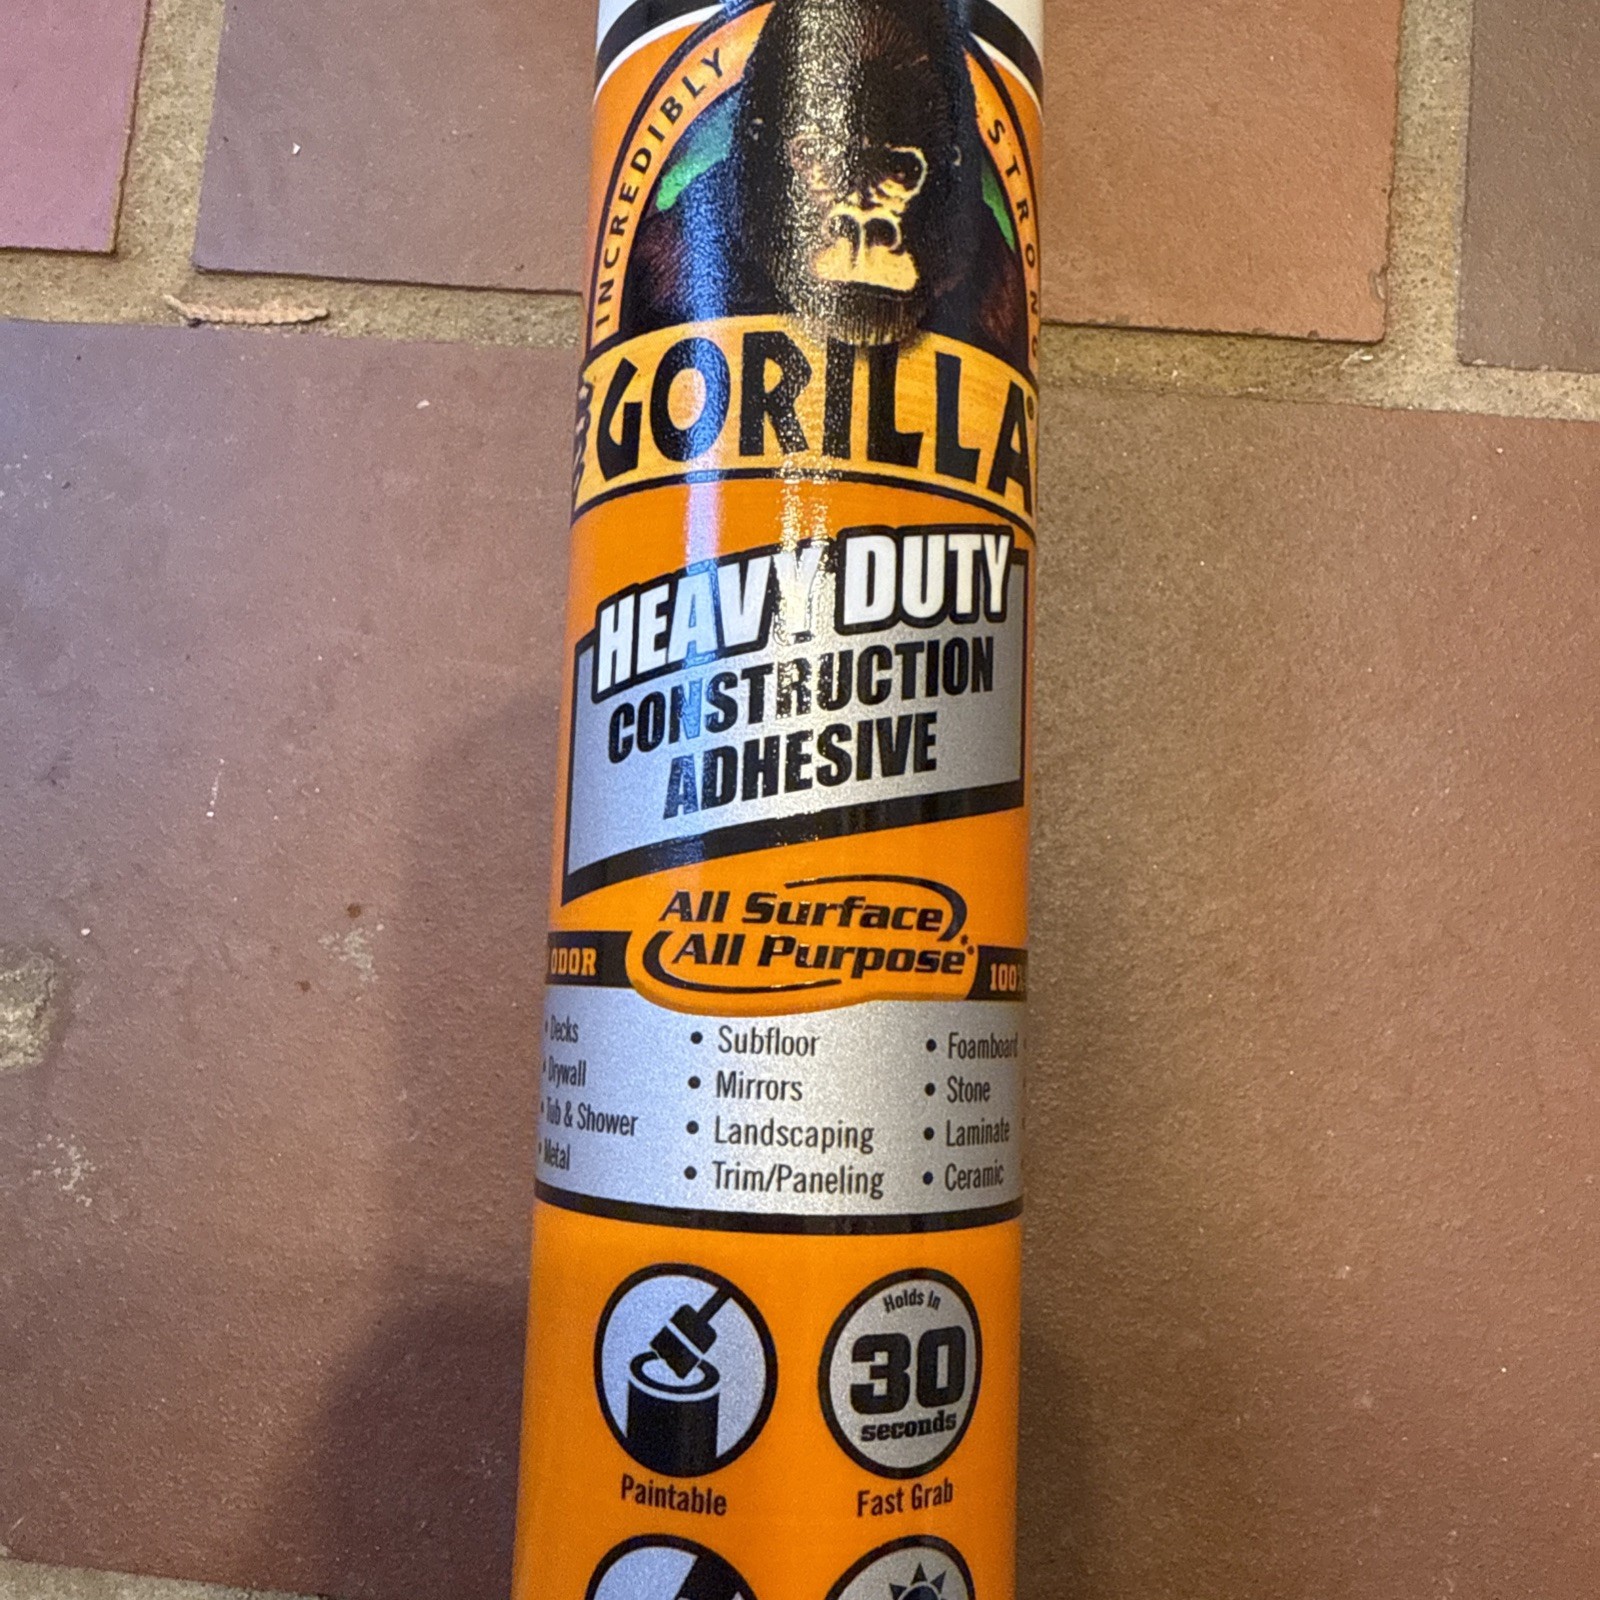 INCREDIBLY STRONG
GORILLA®
HEAVY DUTY
CONSTRUCTION
ADHESIVE
All Surface
All Purpose
ODOR
100%
• Decks
• Drywall
• Tub & Shower
• Metal
• Subfloor
• Mirrors
• Landscaping
• Trim/Paneling
• Foamboard
• Stone
• Laminate
• Ceramic
Paintable
Holds in
30
seconds
Fast Grab